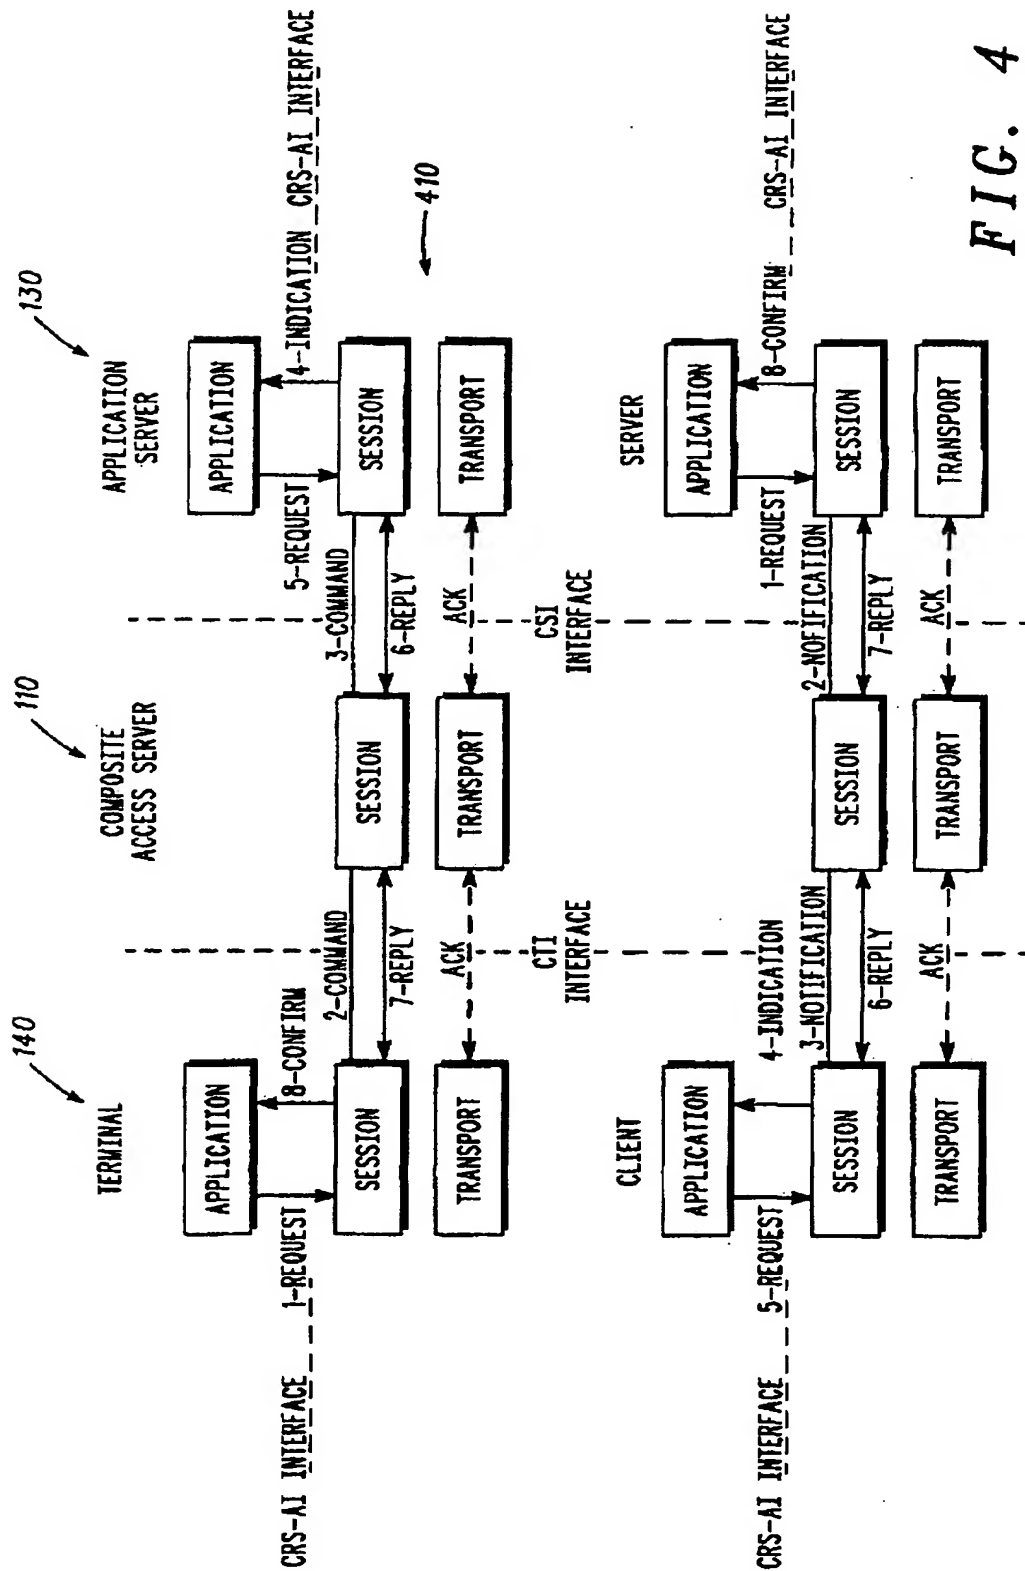 140
TERMINAL
110
COMPOSITE
ACCESS SERVER
130
APPLICATION
SERVER
APPLICATION
APPLICATION
CRS-AI INTERFACE
1-REQUEST
8-CONFIRM
5-REQUEST
4-INDICATION
CRS-AI INTERFACE
2-COMMAND
3-COMMAND
SESSION
SESSION
SESSION
7-REPLY
6-REPLY
410
ACK
ACK
TRANSPORT
TRANSPORT
TRANSPORT
CTI
INTERFACE
CSI
INTERFACE
CLIENT
SERVER
APPLICATION
APPLICATION
CRS-AI INTERFACE
5-REQUEST
4-INDICATION
1-REQUEST
8-CONFIRM
CRS-AI INTERFACE
3-NOTIFICATION
2-NOFIFICATION
SESSION
SESSION
SESSION
6-REPLY
7-REPLY
ACK
ACK
TRANSPORT
TRANSPORT
TRANSPORT
FIG. 4